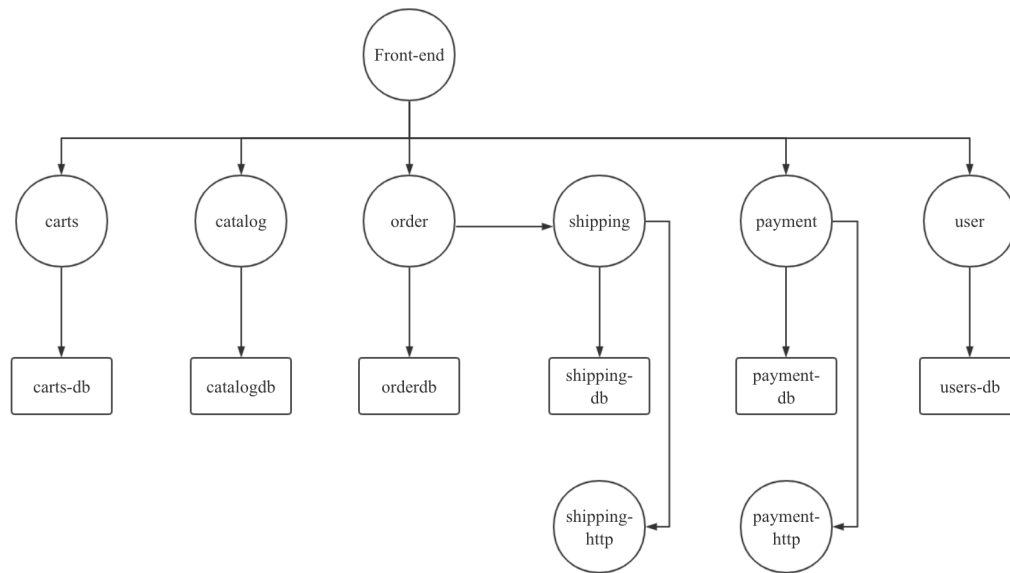 Front-end
carts
catalog
order
shipping
payment
user
carts-db
catalogdb
orderdb
shipping-
db
payment-
db
users-db
shipping-
http
payment-
http